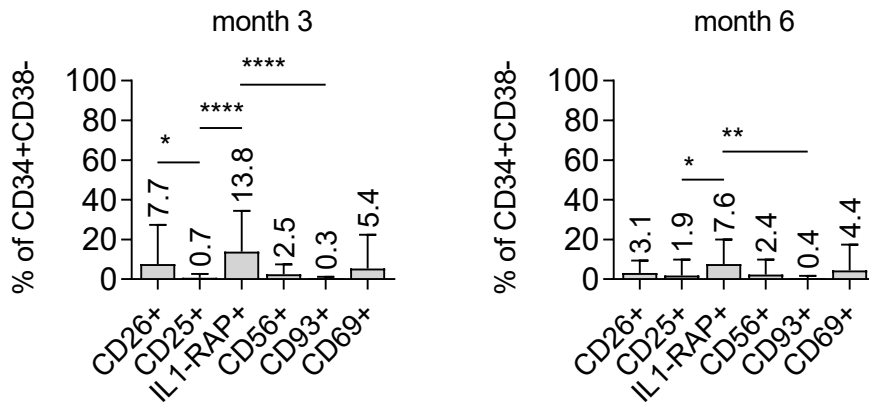 month 3
% of CD34+CD38-
100
80
60
40
20
0
****
****
*
7.7
0.7
13.8
2.5
0.3
5.4
CD26+
CD25+
IL1-RAP+
CD56+
CD93+
CD69+
month 6
% of CD34+CD38-
100
80
60
40
20
0
**
*
3.1
1.9
7.6
2.4
0.4
4.4
CD26+
CD25+
IL1-RAP+
CD56+
CD93+
CD69+